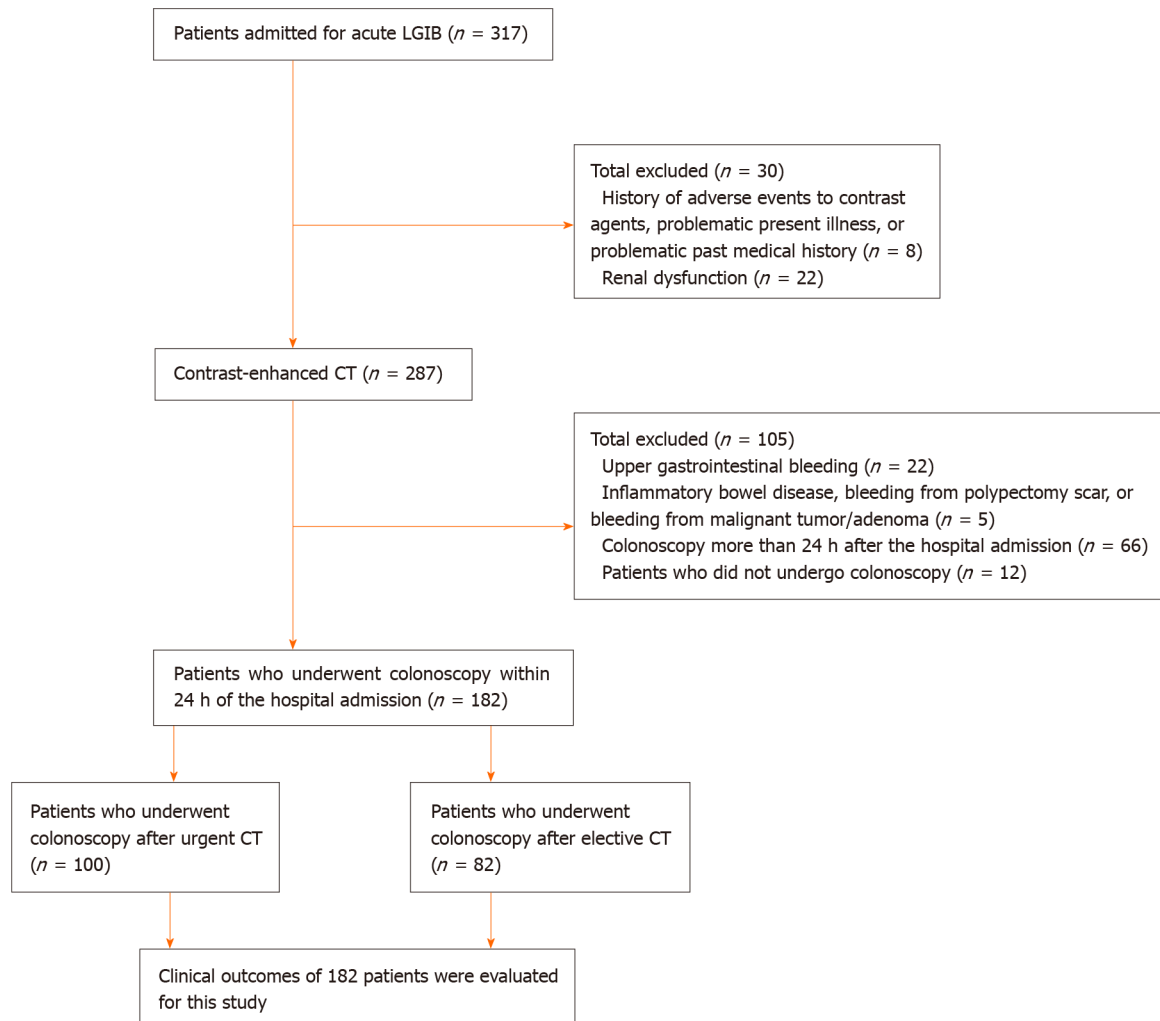 Patients admitted for acute LGIB (n = 317)
Total excluded (n = 30)
History of adverse events to contrast
agents, problematic present illness, or
problematic past medical history (n = 8)
Renal dysfunction (n = 22)
Contrast-enhanced CT (n = 287)
Total excluded (n = 105)
Upper gastrointestinal bleeding (n = 22)
Inflammatory bowel disease, bleeding from polypectomy scar, or
bleeding from malignant tumor/adenoma (n = 5)
Colonoscopy more than 24 h after the hospital admission (n = 66)
Patients who did not undergo colonoscopy (n = 12)
Patients who underwent colonoscopy within
24 h of the hospital admission (n = 182)
Patients who underwent
colonoscopy after urgent CT
(n = 100)
Patients who underwent
colonoscopy after elective CT
(n = 82)
Clinical outcomes of 182 patients were evaluated
for this study